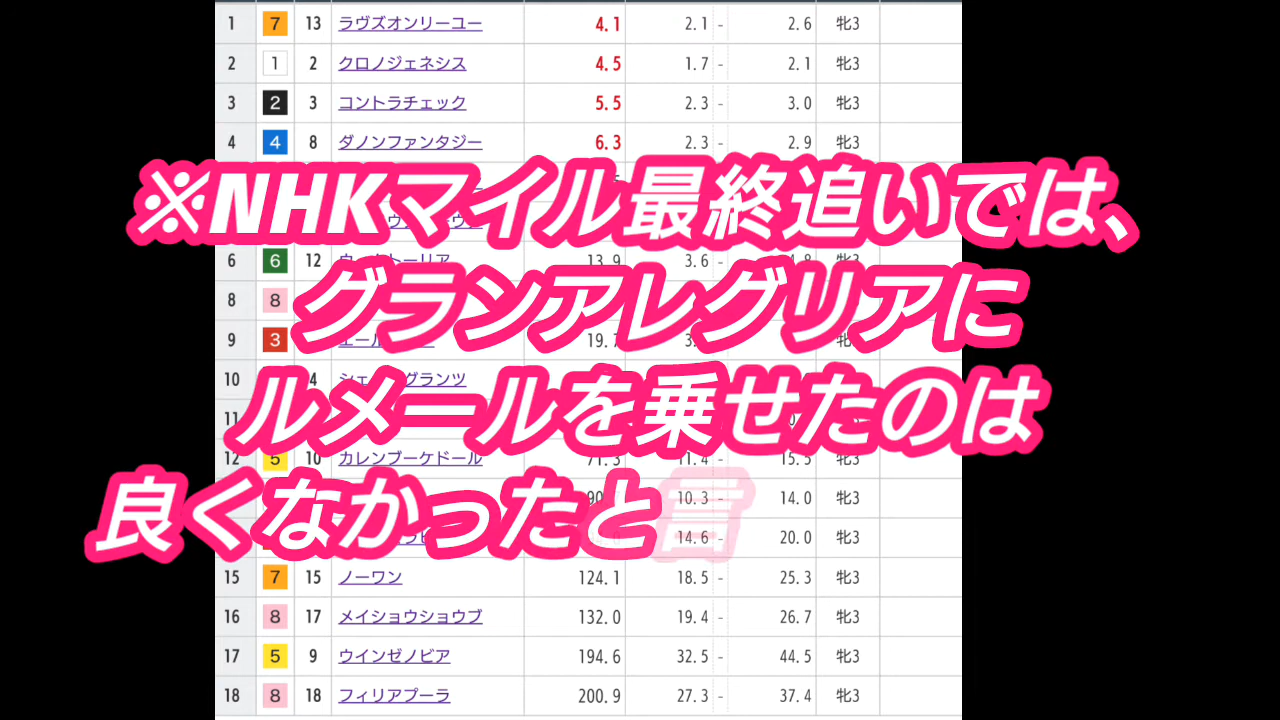 1 7 13 ラヴズオンリーユー 4.1 2.1 - 2.6 牝3
2 1 2 クロノジェネシス 4.5 1.7 - 2.1 牝3
3 2 3 コントラチェック 5.5 2.3 - 3.0 牝3
4 4 8 ダノンファンタジー 6.3 2.3 - 2.9 牝3
※NHKマイル最終追いでは、
6 6 12 13.9 3.6
グランアレグリアに
8 8
9 3 19.7
10 4 グランツ
ルメールを乗せたのは
11
12 5 10 カレンブーケドール 71.3 11.4 - 15.5 牝3
良くなかったと言
10.3 - 14.0 牝3
14.6 - 20.0 牝3
15 7 15 ノーワン 124.1 18.5 - 25.3 牝3
16 8 17 メイショウショウブ 132.0 19.4 - 26.7 牝3
17 5 9 ウインゼノビア 194.6 32.5 - 44.5 牝3
18 8 18 フィリアプーラ 200.9 27.3 - 37.4 牝3